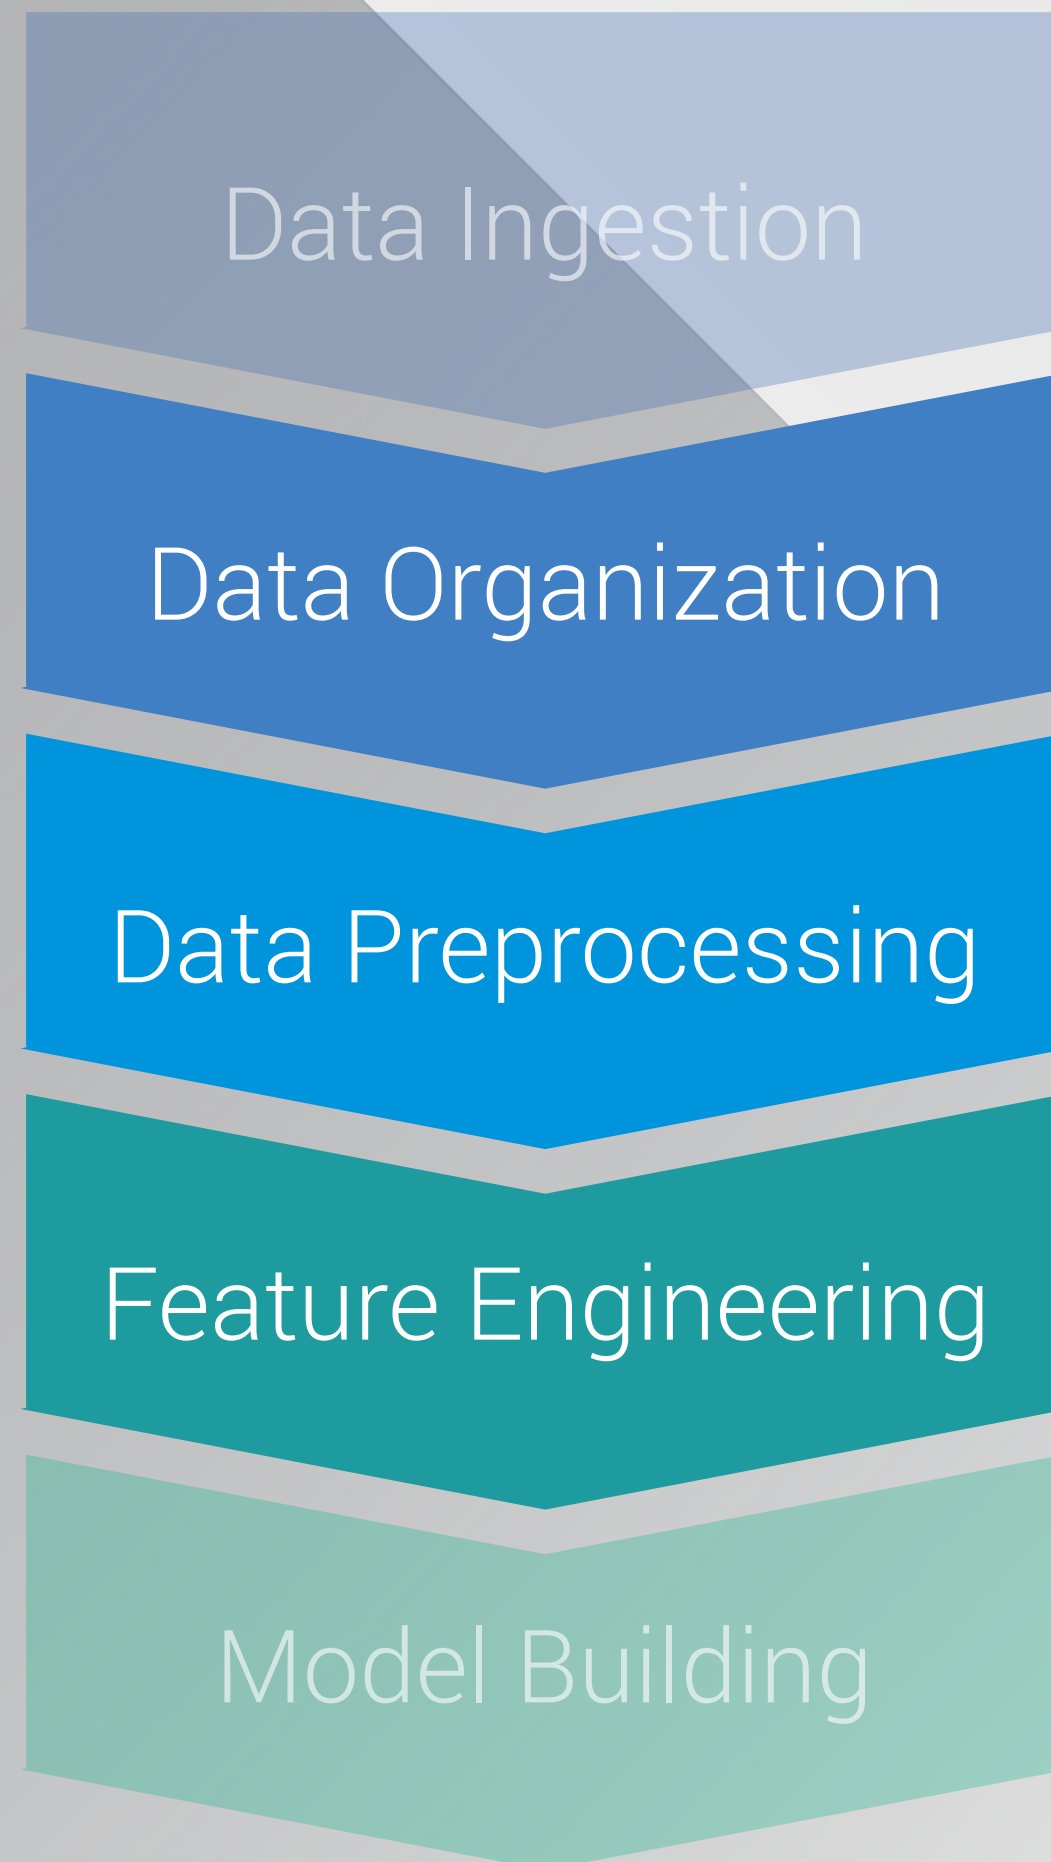 Data Ingestion
Data Organization
Data Preprocessing
Feature Engineering
Model Building